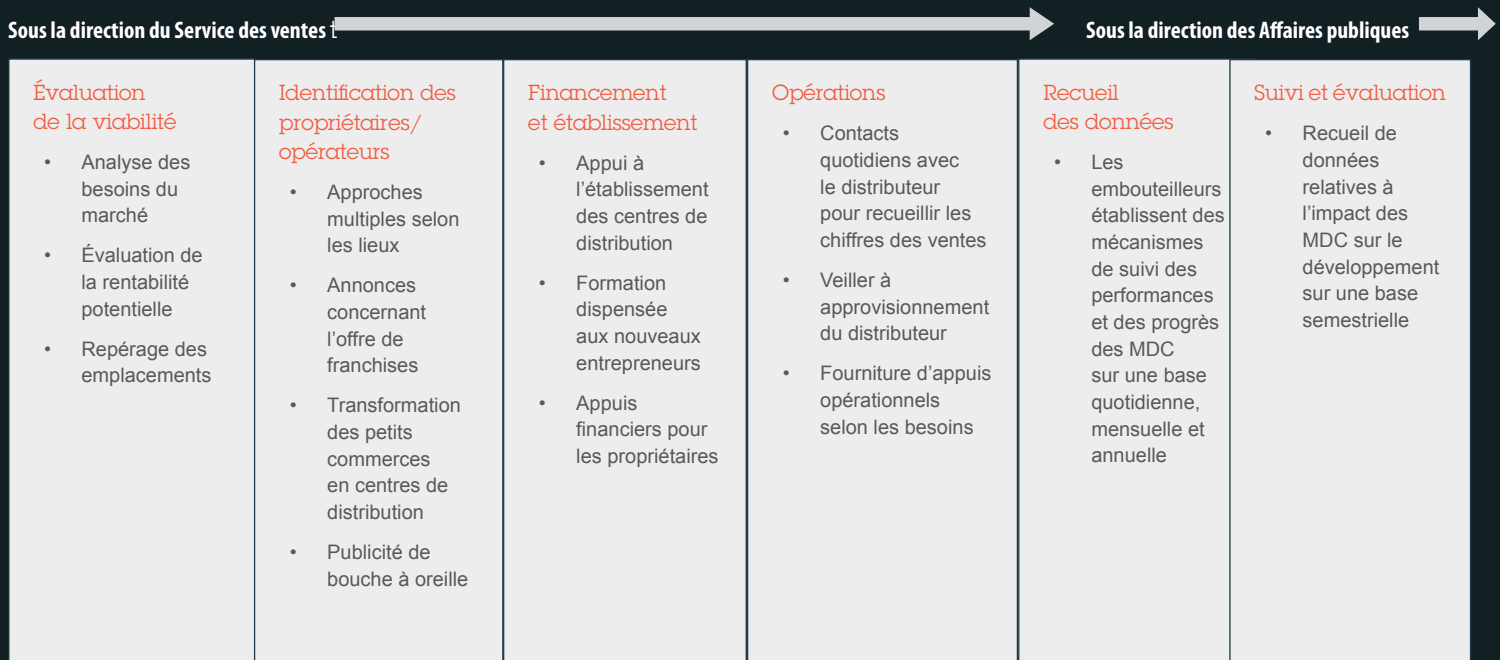 Sous la direction du Service des ventes t
Sous la direction des Affaires publiques
Évaluation
de la viabilité
• Analyse des
besoins du
marché
• Évaluation de
la rentabilité
potentielle
• Repérage des
emplacements
Identification des
propriétaires/
opérateurs
• Approches
multiples selon
les lieux
• Annonces
concernant
l’offre de
franchises
• Transformation
des petits
commerces
en centres de
distribution
• Publicité de
bouche à oreille
Financement
et établissement
• Appui à
l’établissement
des centres de
distribution
• Formation
dispensée
aux nouveaux
entrepreneurs
• Appuis
financiers pour
les propriétaires
Opérations
• Contacts
quotidiens avec
le distributeur
pour recueillir les
chiffres des ventes
• Veiller à
approvisionnement
du distributeur
• Fourniture d’appuis
opérationnels
selon les besoins
Recueil
des données
• Les
embouteilleurs
établissent des
mécanismes
de suivi des
performances
et des progrès
des MDC
sur une base
quotidienne,
mensuelle et
annuelle
Suivi et évaluation
• Recueil de
données
relatives à
l’impact des
MDC sur le
développement
sur une base
semestrielle